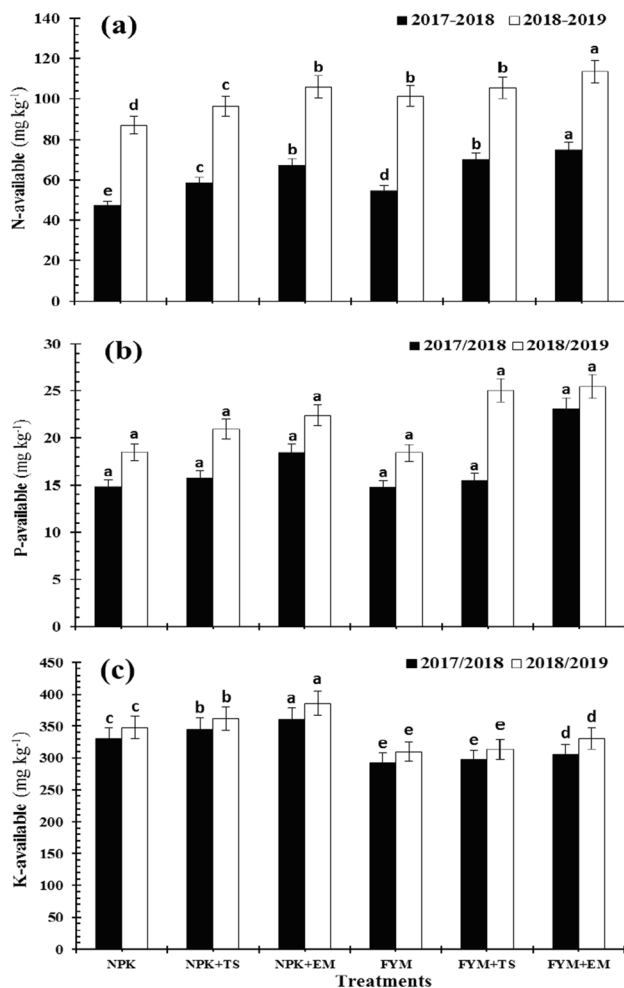 (a)
2017-2018 2018-2019
140
120
100
80
60
40
20
0
N-available (mg kg-1)
e d c c b b d c b b a a
(b)
2017/2018 2018/2019
30
25
20
15
10
5
0
P-available (mg kg-1)
a a a a a a a a a a a a
(c)
2017/2018 2018/2019
450
400
350
300
250
200
150
100
50
0
K-available (mg kg-1)
c c b b a a e e e e d d
NPK NPK+TS NPK+EM FYM FYM+TS FYM+EM
Treatments